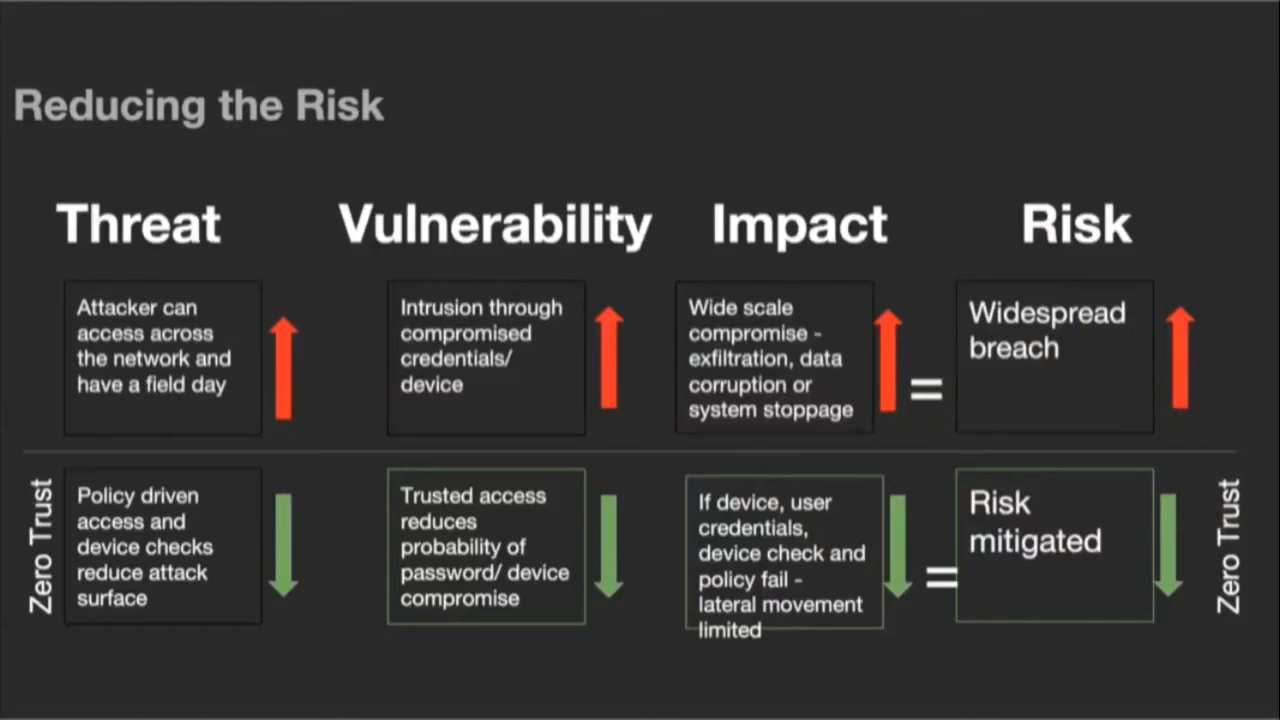 Reducing the Risk
Threat
Vulnerability
Impact
Risk
Attacker can
access across
the network and
have a field day
Intrusion through
compromised
credentials/
device
Wide scale
compromise -
exfiltration, data
corruption or
system stoppage
=
Widespread
breach
Zero Trust
Policy driven
access and
device checks
reduce attack
surface
Trusted access
reduces
probability of
password/ device
compromise
If device, user
credentials,
device check and
policy fail -
lateral movement
limited
=
Risk
mitigated
Zero Trust